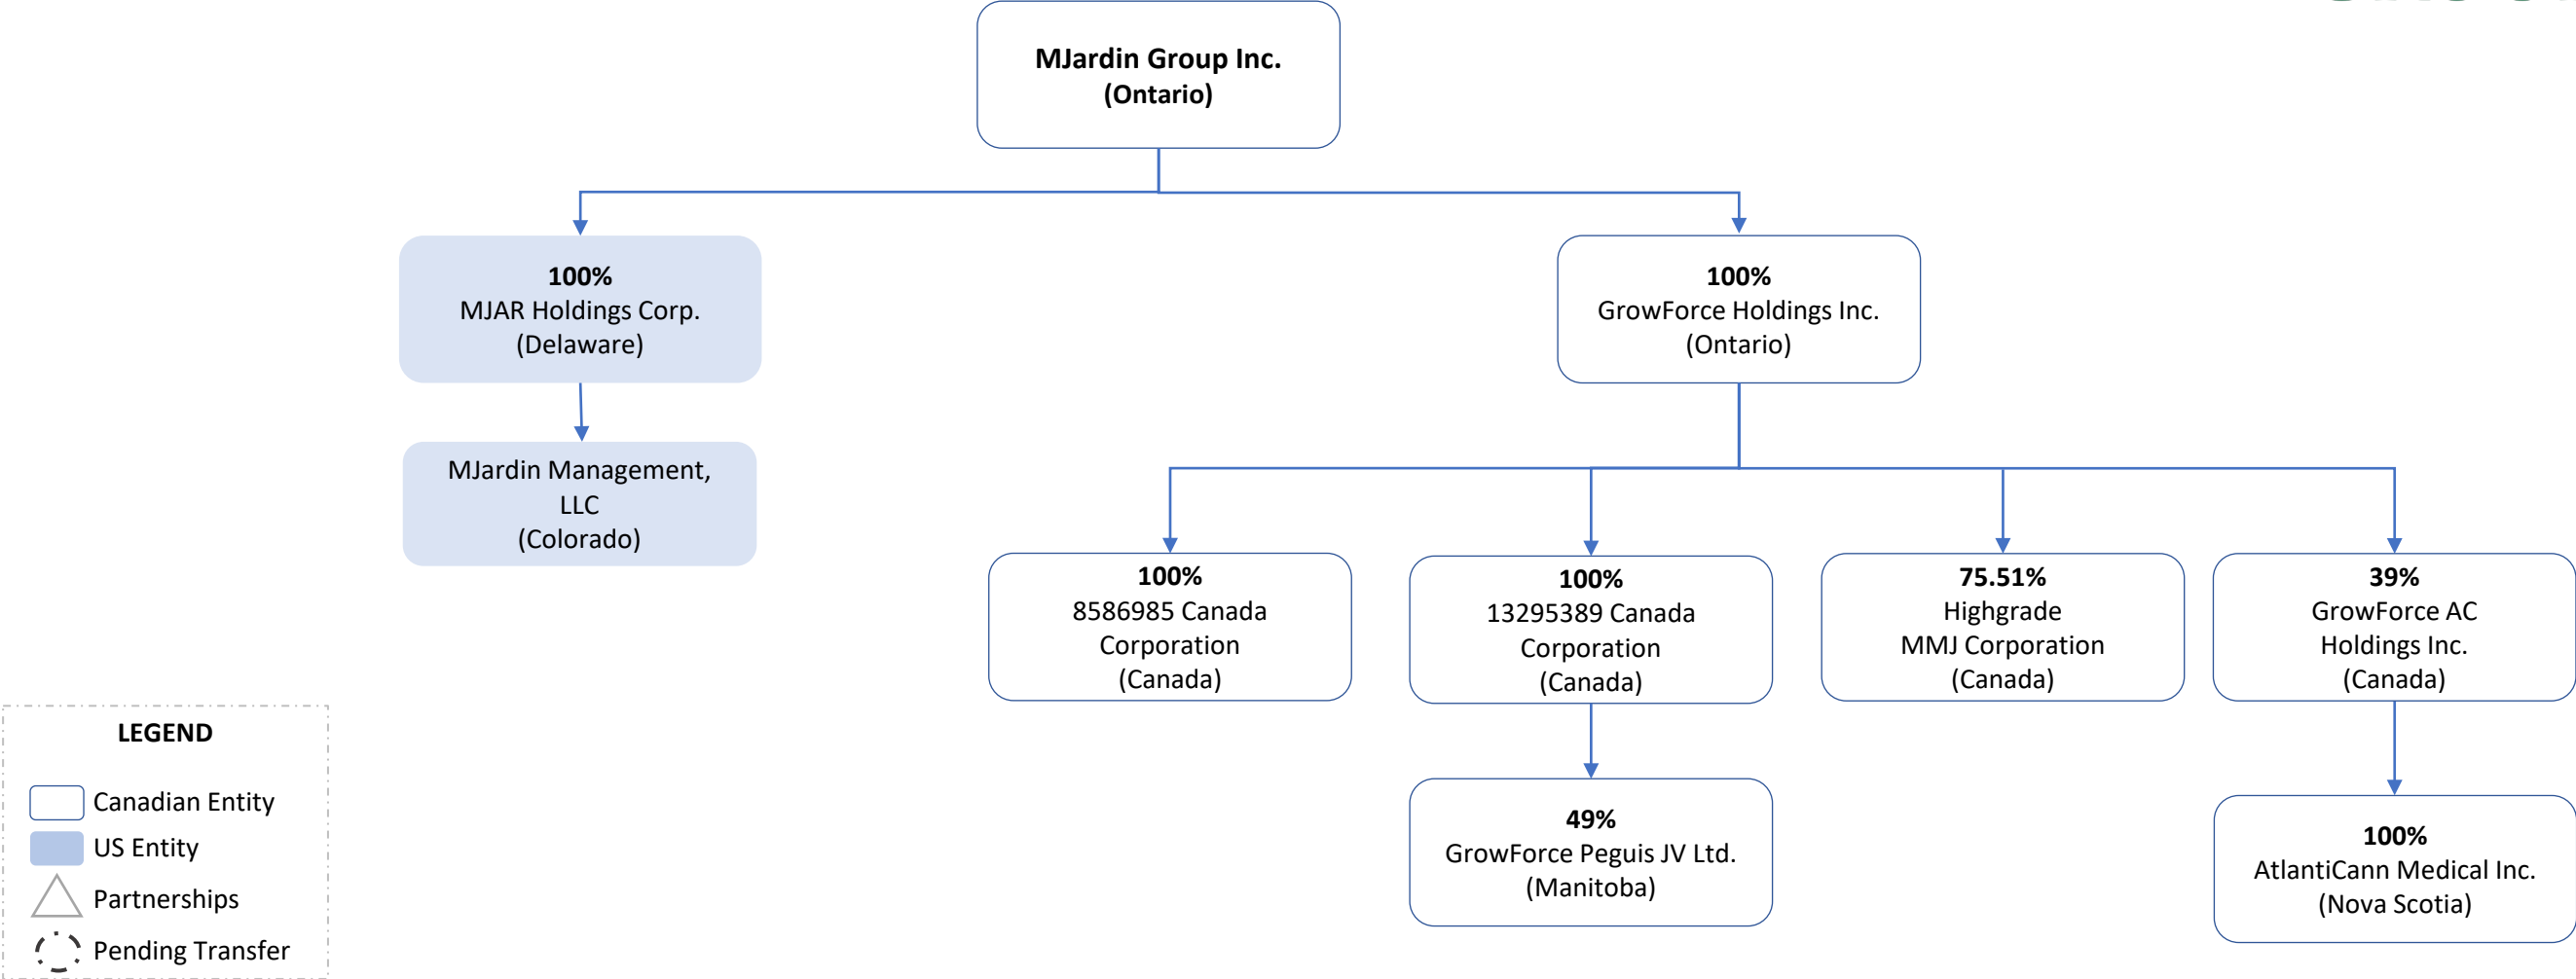 MJardin Group Inc.
(Ontario)
100%
MJAR Holdings Corp.
(Delaware)
100%
GrowForce Holdings Inc.
(Ontario)
MJardin Management,
LLC
(Colorado)
100%
8586985 Canada
Corporation
(Canada)
100%
13295389 Canada
Corporation
(Canada)
75.51%
Highgrade
MMJ Corporation
(Canada)
39%
GrowForce AC
Holdings Inc.
(Canada)
49%
GrowForce Peguis JV Ltd.
(Manitoba)
100%
AtlantiCann Medical Inc.
(Nova Scotia)
LEGEND
Canadian Entity
US Entity
Partnerships
Pending Transfer